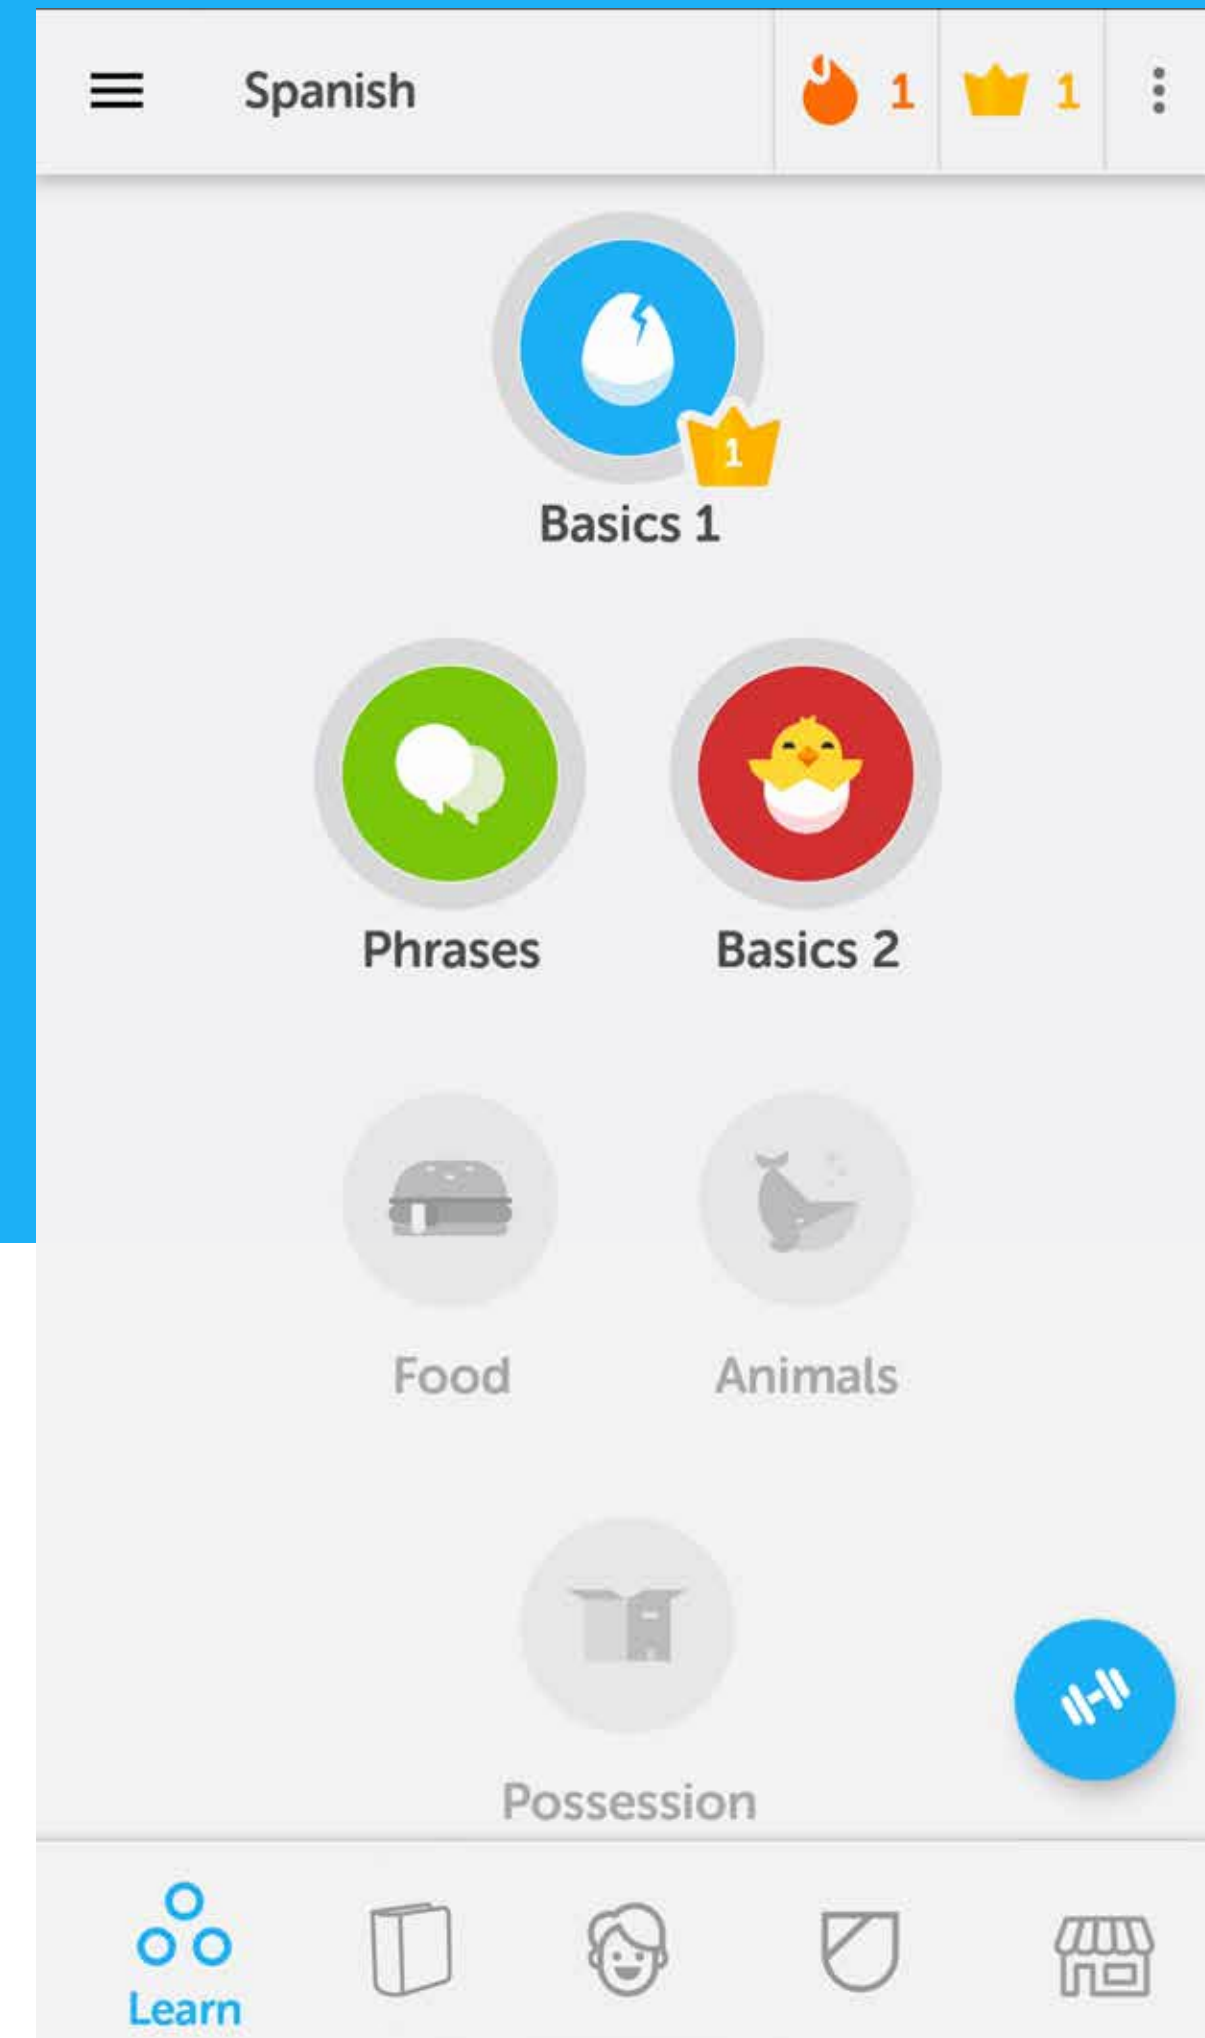 Spanish 1 1
1
Basics 1
Phrases Basics 2
Food Animals
Possession
Learn